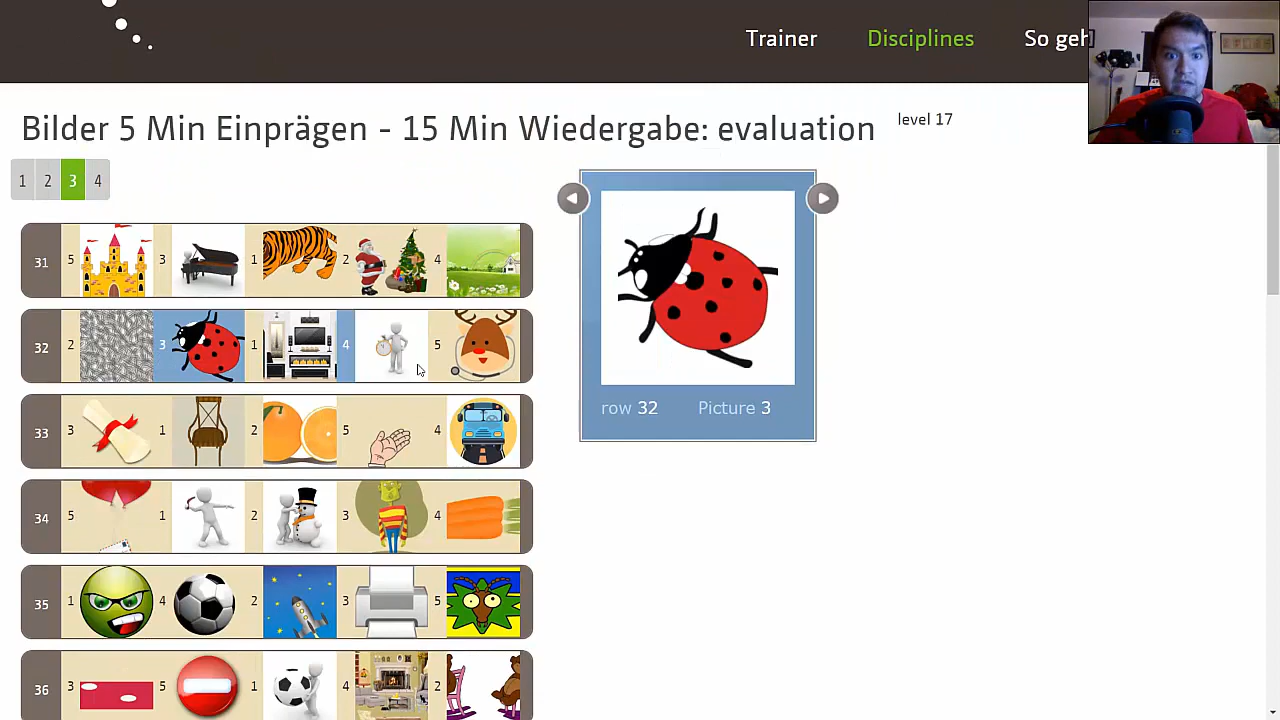 Trainer Disciplines So geh
Bilder 5 Min Einprägen - 15 Min Wiedergabe: evaluation level 17
1 2 3 4
31 5 3 1 2 4
32 2 3 1 4 5
33 3 1 2 5 4
34 5 1 2 3 4
35 1 4 2 3 5
36 3 5 1 4 2
row 32 Picture 3